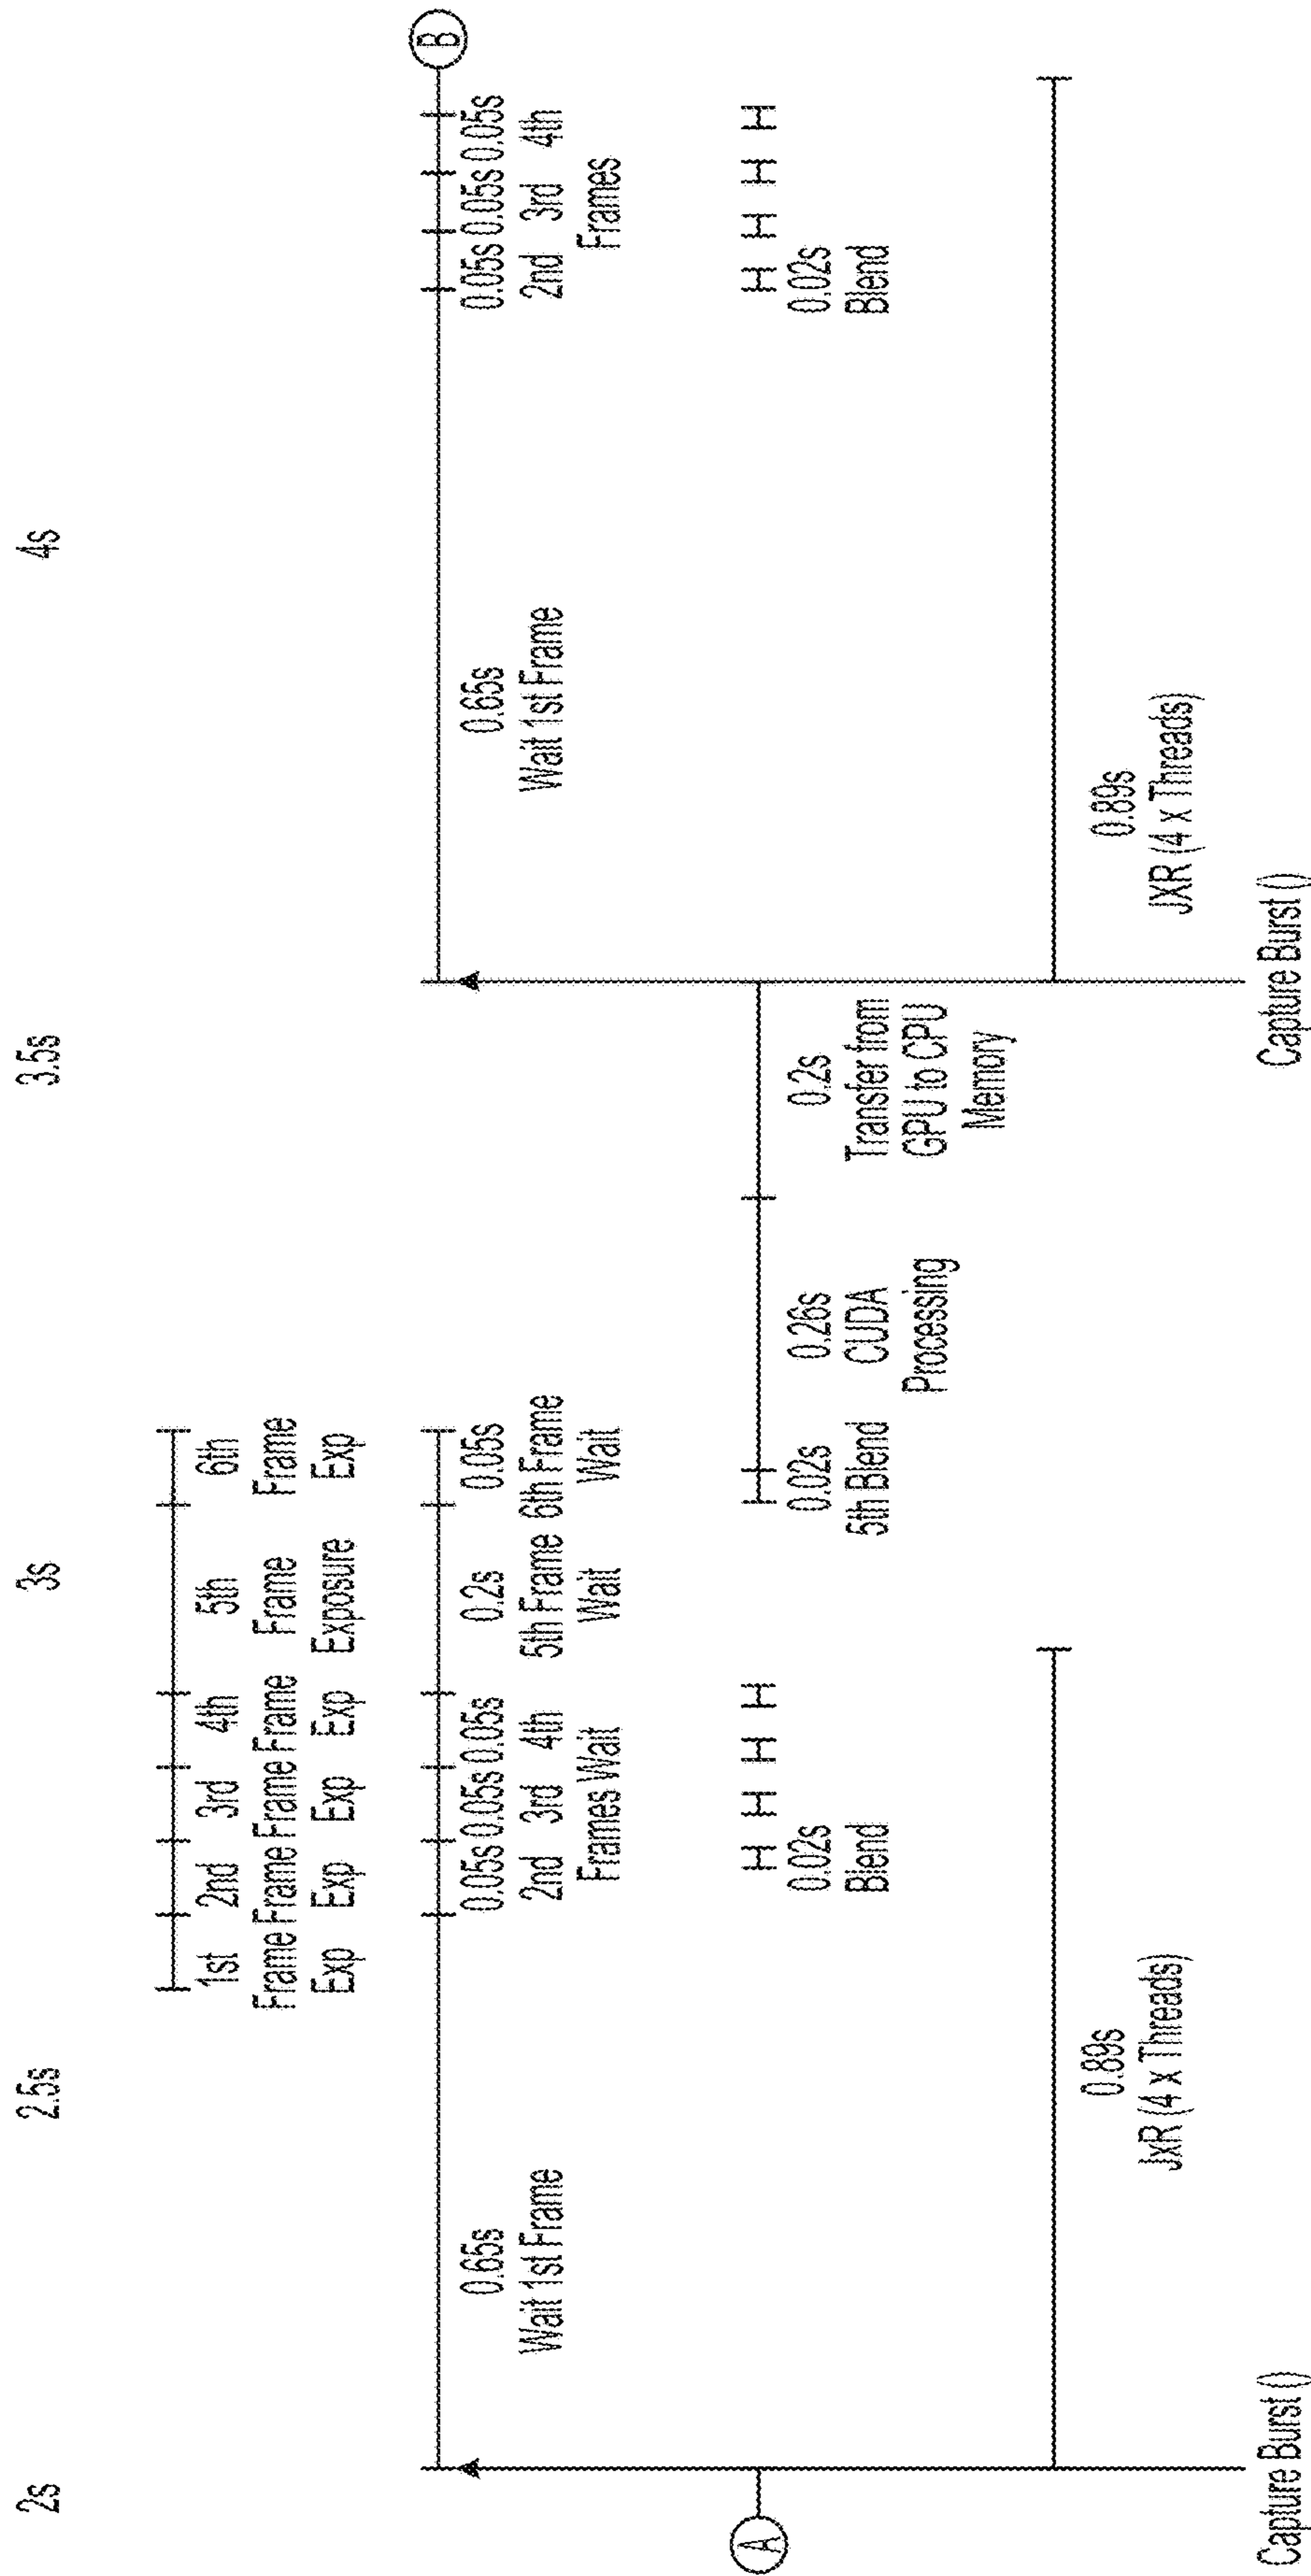 2s 2.5s 3s 3.5s 4s
1st 2nd 3rd 4th 5th 6th
Frame Frame Frame Frame Frame Frame
Exp Exp Exp Exp Exposure Exp
B
0.65s 0.05s 0.05s 0.05s 0.2s 0.05s 0.65s 0.05s 0.05s 0.05s
Wait 1st Frame 2nd 3rd 4th 5th Frame 6th Frame Wait 1st Frame 2nd 3rd 4th
Frames Wait Wait Wait Frames
A
0.02s 0.02s 0.26s 0.2s 0.02s
Blend 5th Blend CUDA Transfer from Blend
Processing GPU to CPU
Memory
0.89s 0.89s
JxR (4 x Threads) JXR (4 x Threads)
Capture Burst () Capture Burst ()